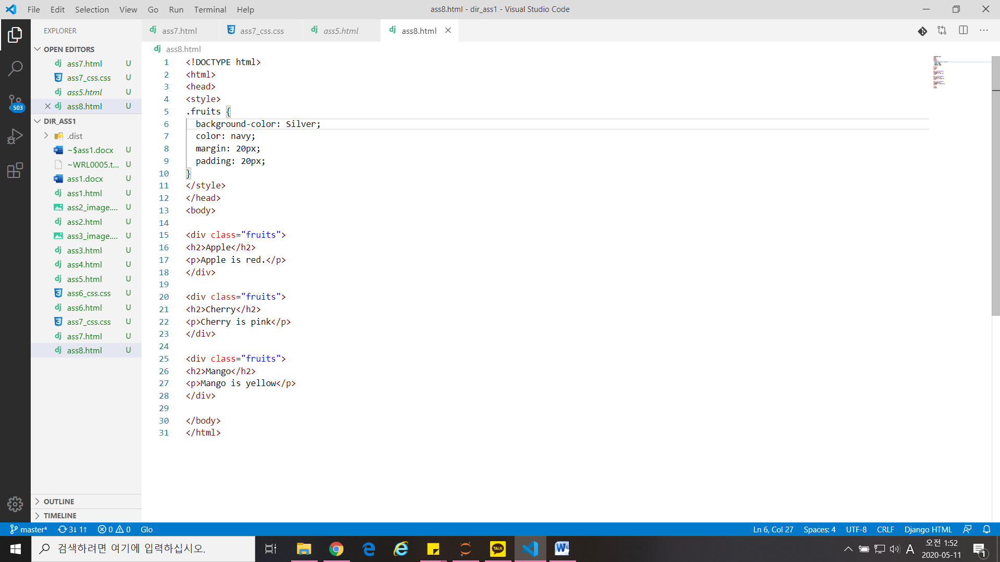 File Edit Selection View Go Run Terminal Help
ass8.html - dir_ass1 - Visual Studio Code
EXPLORER
OPEN EDITORS
ass7.html U
ass7_css.css U
ass5.html U
ass8.html U
DIR_ASS1
.dist
~$ass1.docx U
~WRL0005.t... U
ass1.docx U
ass1.html U
ass2_image.... U
ass2.html U
ass3_image.... U
ass3.html U
ass4.html U
ass5.html U
ass6_css.css U
ass6.html U
ass7_css.css U
ass7.html U
ass8.html U
OUTLINE
TIMELINE
503
ass7.html ass7_css.css ass5.html ass8.html
ass8.html
1 <!DOCTYPE html>
2 <html>
3 <head>
4 <style>
5 .fruits {
6 background-color: Silver;
7 color: navy;
8 margin: 20px;
9 padding: 20px;
10 }
11 </style>
12 </head>
13 <body>
14
15 <div class="fruits">
16 <h2>Apple</h2>
17 <p>Apple is red.</p>
18 </div>
19
20 <div class="fruits">
21 <h2>Cherry</h2>
22 <p>Cherry is pink</p>
23 </div>
24
25 <div class="fruits">
26 <h2>Mango</h2>
27 <p>Mango is yellow</p>
28 </div>
29
30 </body>
31 </html>
master* 3↓ 1↑ 0 0 Glo
Ln 6, Col 27 Spaces: 4 UTF-8 CRLF Django HTML
검색하려면 여기에 입력하십시오.
TALK
A
오전 1:52
2020-05-11
1